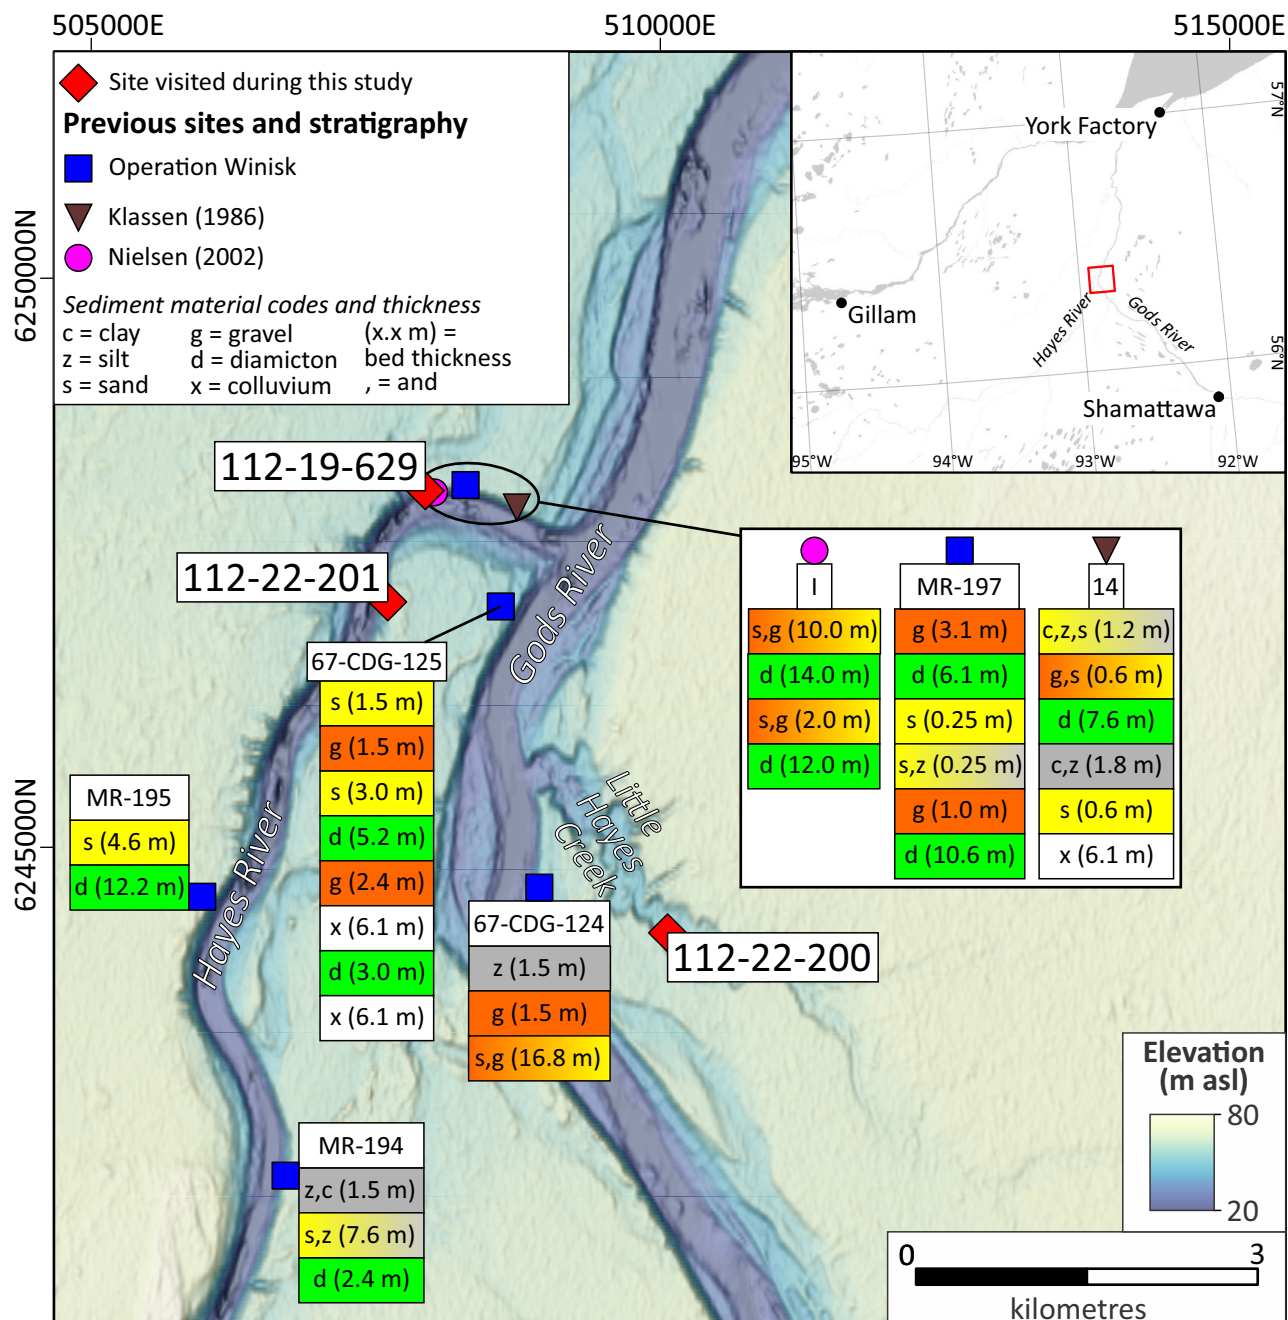 505000E
510000E
515000E
6250000N
6245000N
Site visited during this study
Previous sites and stratigraphy
Operation Winisk
Klassen (1986)
Nielsen (2002)
Sediment material codes and thickness
c = clay
z = silt
s = sand
g = gravel
d = diamicton
x = colluvium
(x.x m) =
bed thickness
, = and
York Factory
Gillam
Hayes River
Gods River
Shamattawa
57°N
56°N
95°W
94°W
93°W
92°W
112-19-629
112-22-201
Gods River
67-CDG-125
s (1.5 m)
g (1.5 m)
s (3.0 m)
d (5.2 m)
g (2.4 m)
x (6.1 m)
d (3.0 m)
x (6.1 m)
I
s,g (10.0 m)
d (14.0 m)
s,g (2.0 m)
d (12.0 m)
MR-197
g (3.1 m)
d (6.1 m)
s (0.25 m)
s,z (0.25 m)
g (1.0 m)
d (10.6 m)
14
c,z,s (1.2 m)
g,s (0.6 m)
d (7.6 m)
c,z (1.8 m)
s (0.6 m)
x (6.1 m)
MR-195
s (4.6 m)
d (12.2 m)
Hayes River
Little
Hayes
Creek
67-CDG-124
z (1.5 m)
g (1.5 m)
s,g (16.8 m)
112-22-200
MR-194
z,c (1.5 m)
s,z (7.6 m)
d (2.4 m)
Elevation
(m asl)
80
20
0
3
kilometres